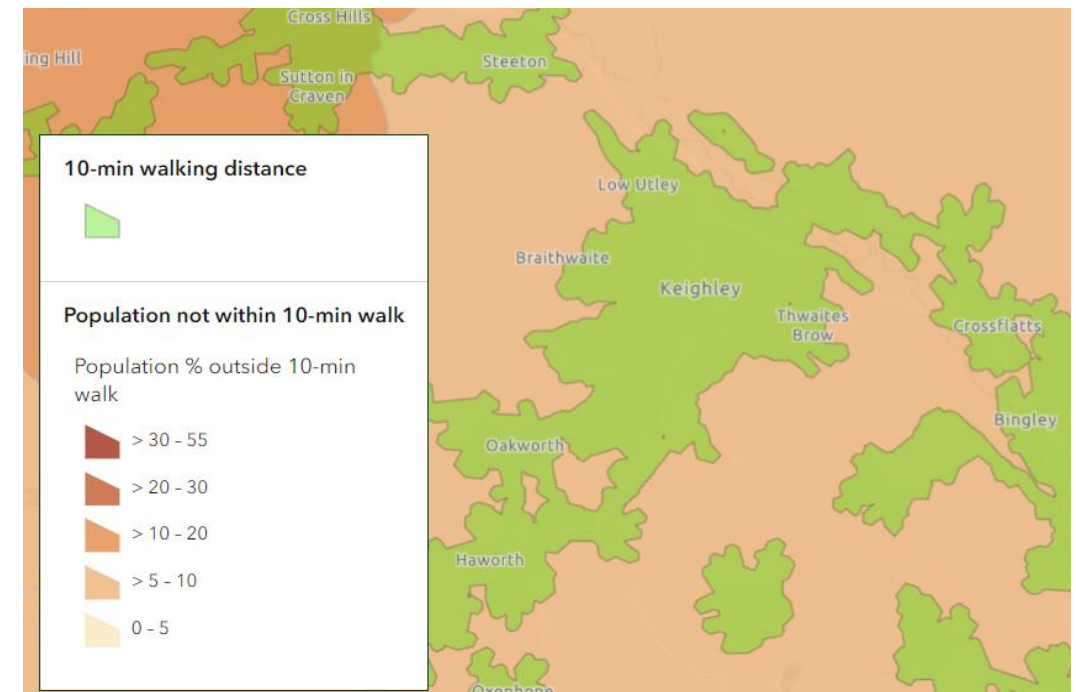 Cross Hills
ing Hill
Steeton
Sutton in
Craven
10-min walking distance
Low Utley
Braithwaite
Keighley
Population not within 10-min walk
Thwaites
Brow
Crossflatts
Population % outside 10-min
walk
Bingley
> 30 - 55
Oakworth
> 20 - 30
> 10 - 20
Haworth
> 5 - 10
0 - 5